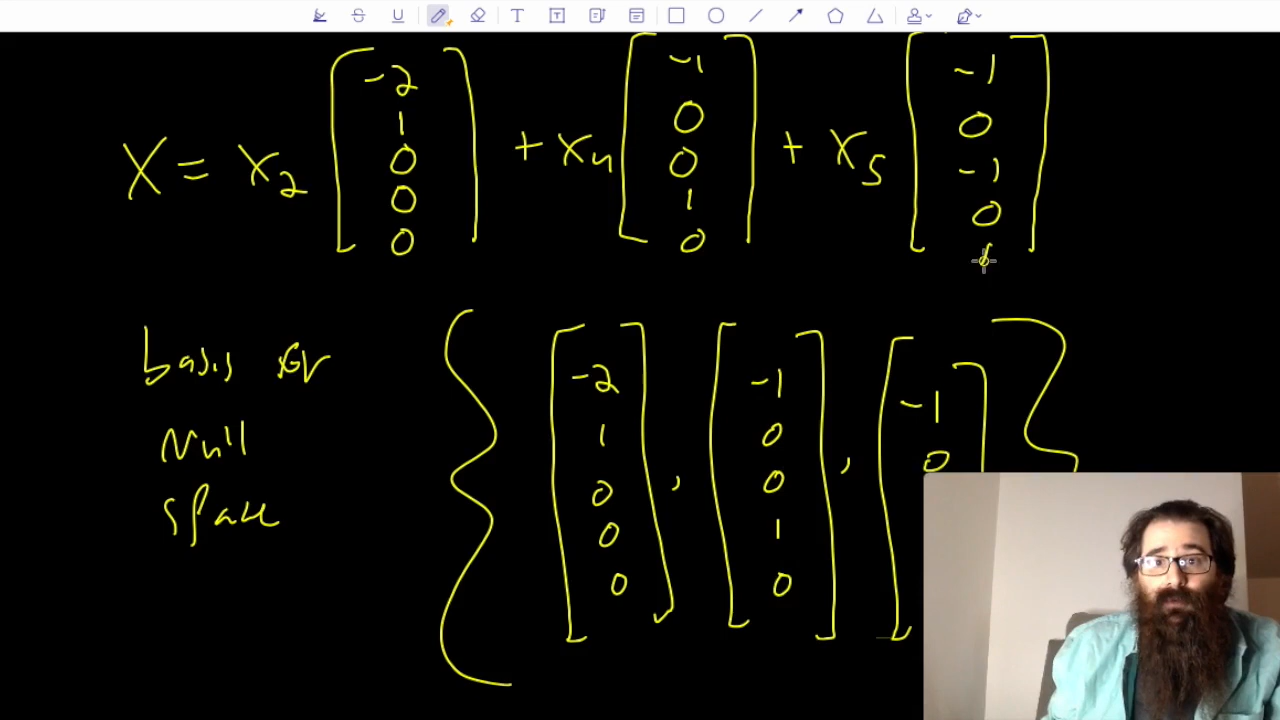 X = x₂ [-2 1 0 0 0] + x₄ [-1 0 0 1 0] + x₅ [-1 0 -1 0]
basis for
Null
space
{ [-2 1 0 0 0] , [-1 0 0 1 0] , [-1 0